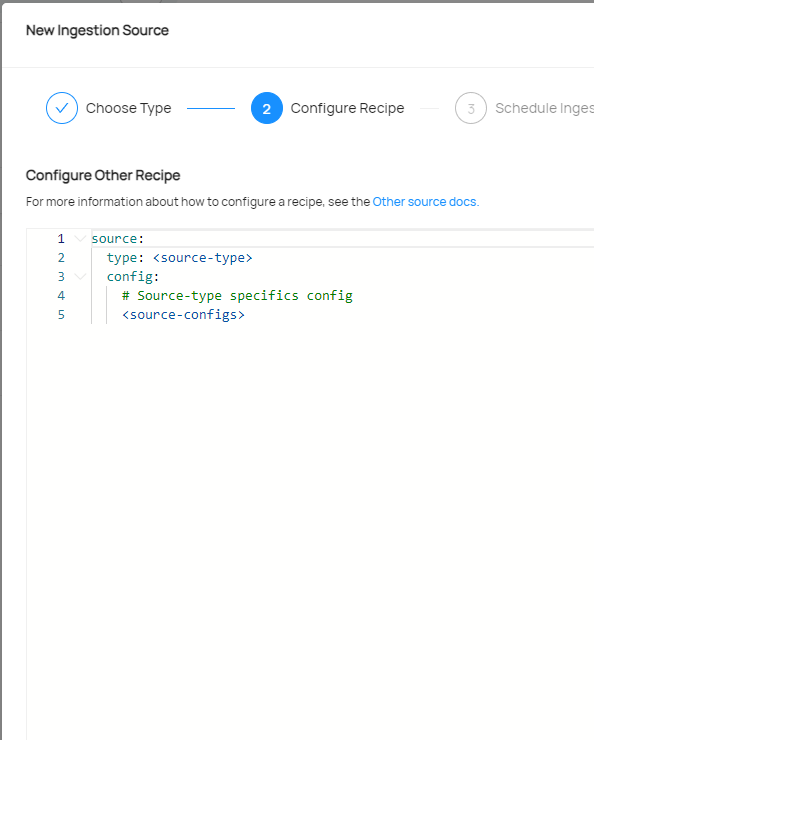 New Ingestion Source
Choose Type
2 Configure Recipe
3 Schedule Inges
Configure Other Recipe
For more information about how to configure a recipe, see the Other source docs.
1 source:
2 type: <source-type>
3 config:
4 # Source-type specifics config
5 <source-configs>